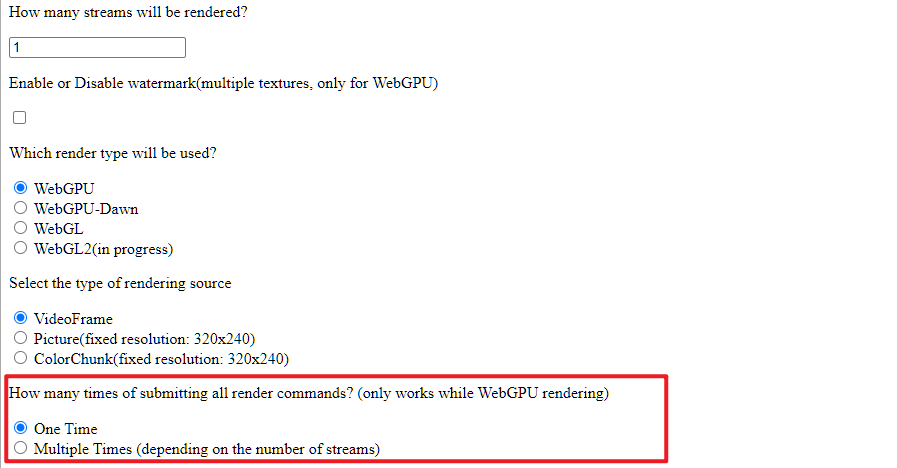 How many streams will be rendered?
1
Enable or Disable watermark(multiple textures, only for WebGPU)
Which render type will be used?
WebGPU
WebGPU-Dawn
WebGL
WebGL2(in progress)
Select the type of rendering source
VideoFrame
Picture(fixed resolution: 320x240)
ColorChunk(fixed resolution: 320x240)
How many times of submitting all render commands? (only works while WebGPU rendering)
One Time
Multiple Times (depending on the number of streams)